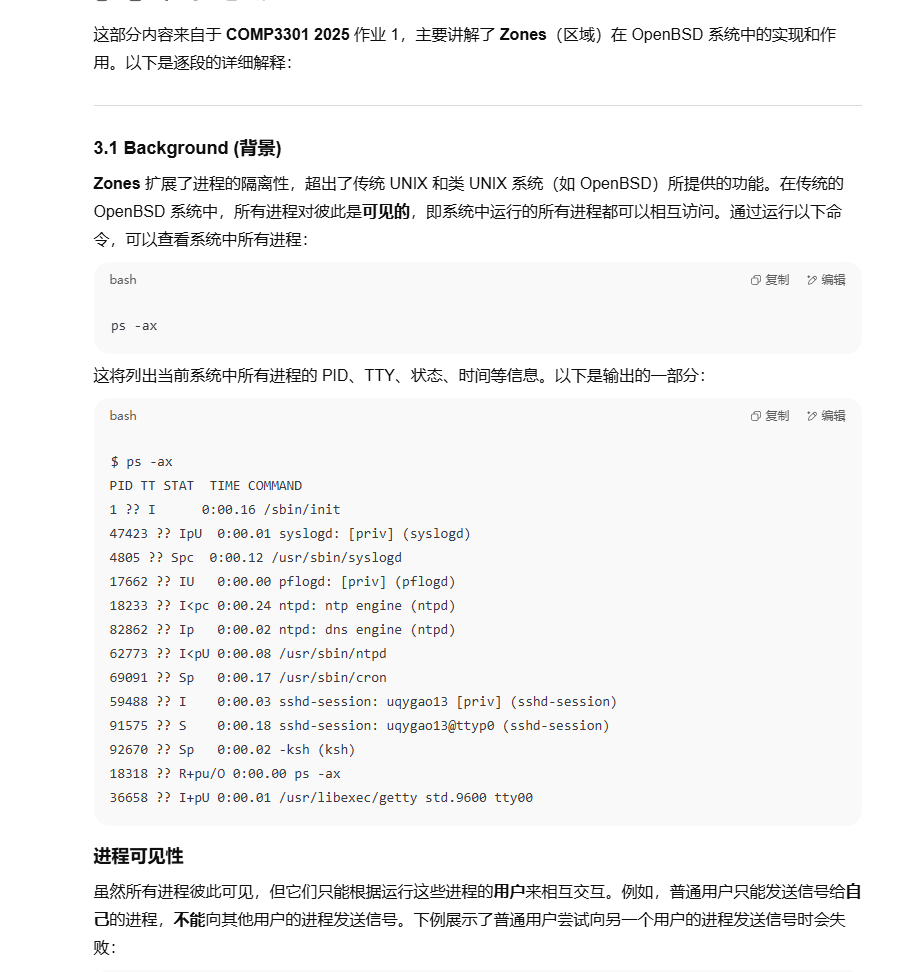 这部分内容来自于 COMP3301 2025 作业 1，主要讲解了 Zones（区域）在 OpenBSD 系统中的实现和作
用。以下是逐段的详细解释：
3.1 Background (背景)
Zones 扩展了进程的隔离性，超出了传统 UNIX 和类 UNIX 系统（如 OpenBSD）所提供的功能。在传统的
OpenBSD 系统中，所有进程对彼此是可见的，即系统中运行的所有进程都可以相互访问。通过运行以下命
令，可以查看系统中所有进程：
bash 复制 编辑
ps -ax
这将列出当前系统中所有进程的 PID、TTY、状态、时间等信息。以下是输出的一部分：
bash 复制 编辑
$ ps -ax
PID TT STAT  TIME COMMAND
1 ?? I      0:00.16 /sbin/init
47423 ?? IpU  0:00.01 syslogd: [priv] (syslogd)
4805 ?? Spc  0:00.12 /usr/sbin/syslogd
17662 ?? IU   0:00.00 pflogd: [priv] (pflogd)
18233 ?? I<pc 0:00.24 ntpd: ntp engine (ntpd)
82862 ?? Ip   0:00.02 ntpd: dns engine (ntpd)
62773 ?? I<pU 0:00.08 /usr/sbin/ntpd
69091 ?? Sp   0:00.17 /usr/sbin/cron
59488 ?? I    0:00.03 sshd-session: uqygao13 [priv] (sshd-session)
91575 ?? S    0:00.18 sshd-session: uqygao13@ttyp0 (sshd-session)
92670 ?? Sp   0:00.02 -ksh (ksh)
18318 ?? R+pu/O 0:00.00 ps -ax
36658 ?? I+pU 0:00.01 /usr/libexec/getty std.9600 tty00
进程可见性
虽然所有进程彼此可见，但它们只能根据运行这些进程的用户来相互交互。例如，普通用户只能发送信号给自
己的进程，不能向其他用户的进程发送信号。下例展示了普通用户尝试向另一个用户的进程发送信号时会失
败：